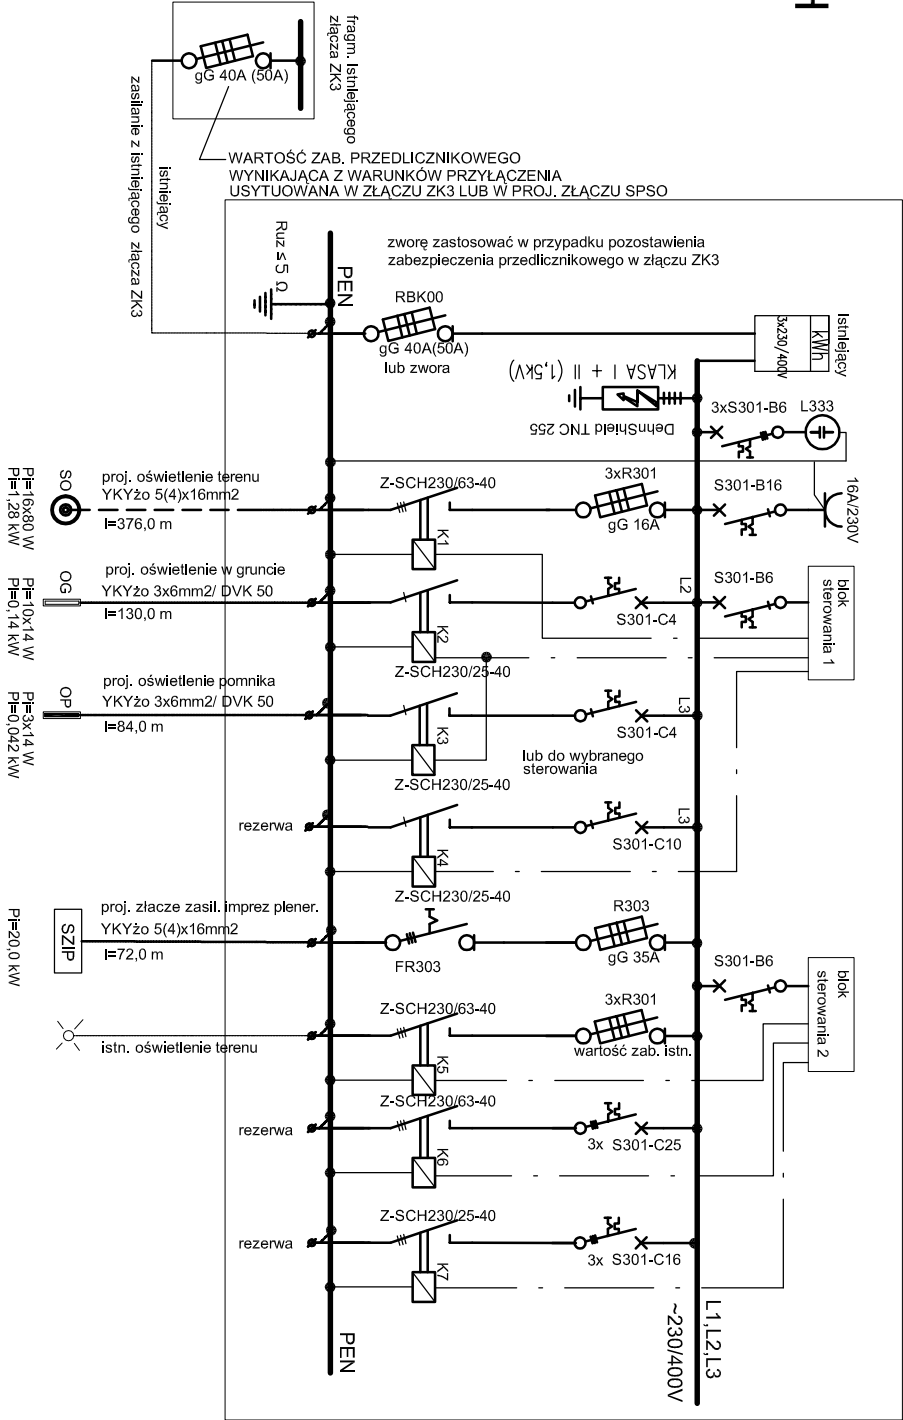 H
fragm. Istniejącego
złącza ZK3
gG 40A (50A)
zasilanie z istniejącego złącza ZK3
istniejący
WARTOŚĆ ZAB. PRZEDLICZNIKOWEGO
WYNIKAJĄCA Z WARUNKÓW PRZYŁĄCZENIA
USYTUOWANA W ZŁĄCZU ZK3 LUB W PROJ. ZŁĄCZU SPSO
Ruz ≤ 5 Ω
PEN
zworę zastosować w przypadku pozostawienia
zabezpieczenia przedlicznikowego w złączu ZK3
RBK00
gG 40A(50A)
lub zwora
kWh
3x230/400V
Istniejący
KLASA I + II (1,5kV)
DehnShield TNC 255
3xS301-B6
L333
SO
Pi=16x80 W
Pi=1,28 kW
proj. oświetlenie terenu
YKYżo 5(4)x16mm2
l=376,0 m
Z-SCH230/63-40
K1
3xR301
gG 16A
S301-B16
16A/230V
OG
Pi=10x14 W
Pi=0,14 kW
proj. oświetlenie w gruncie
YKYżo 3x6mm2/ DVK 50
l=130,0 m
K2
Z-SCH230/25-40
S301-C4
L2
S301-B6
blok
sterowania 1
OP
Pi=3x14 W
Pi=0,042 kW
proj. oświetlenie pomnika
YKYżo 3x6mm2/ DVK 50
l=84,0 m
K3
Z-SCH230/25-40
S301-C4
L3
lub do wybranego
sterowania
rezerwa
K4
Z-SCH230/25-40
S301-C10
L3
SZIP
Pi=20,0 kW
proj. złacze zasil. imprez plener.
YKYżo 5(4)x16mm2
l=72,0 m
FR303
R303
gG 35A
S301-B6
blok
sterowania 2
istn. oświetlenie terenu
Z-SCH230/63-40
K5
3xR301
wartość zab. istn.
rezerwa
Z-SCH230/63-40
K6
3x S301-C25
rezerwa
Z-SCH230/25-40
K7
3x S301-C16
PEN
L1,L2,L3
~230/400V